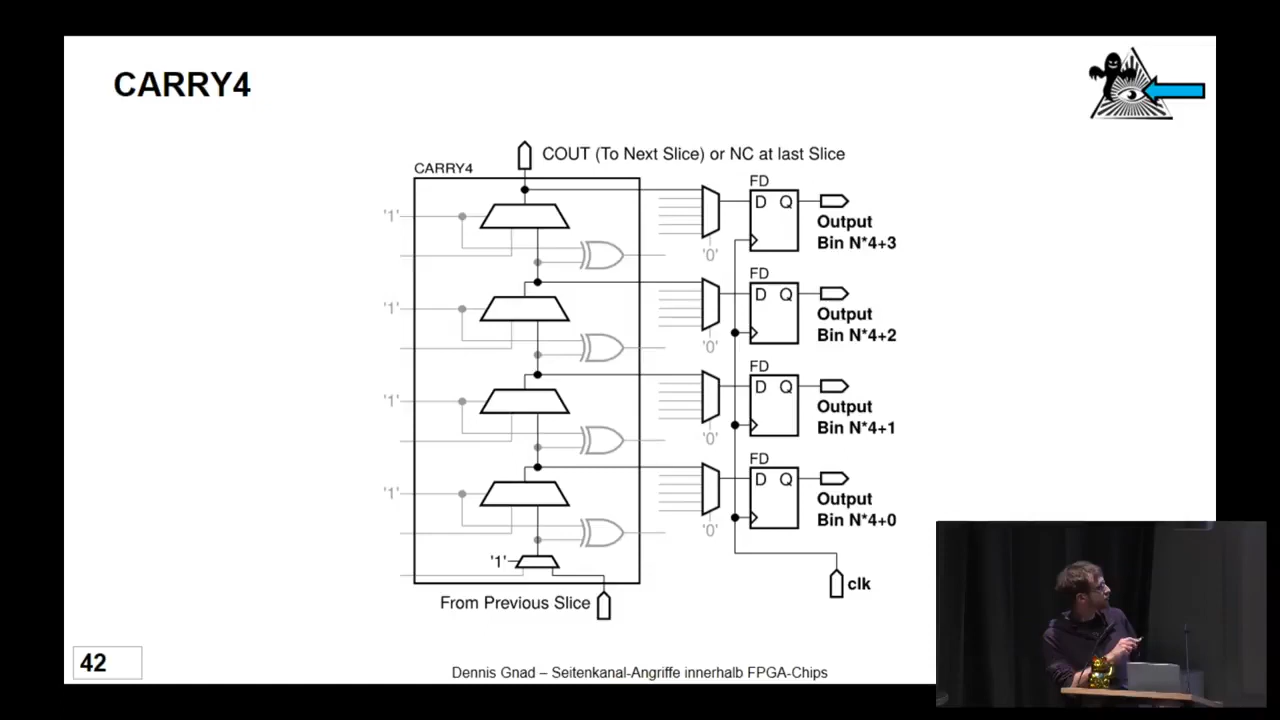 CARRY4
COUT (To Next Slice) or NC at last Slice
CARRY4
FD
'1'
D Q
Output
Bin N*4+3
'0'
FD
'1'
D Q
Output
Bin N*4+2
'0'
FD
'1'
D Q
Output
Bin N*4+1
'0'
FD
'1'
D Q
Output
Bin N*4+0
'0'
'1'
clk
From Previous Slice
42
Dennis Gnad – Seitenkanal-Angriffe innerhalb FPGA-Chips